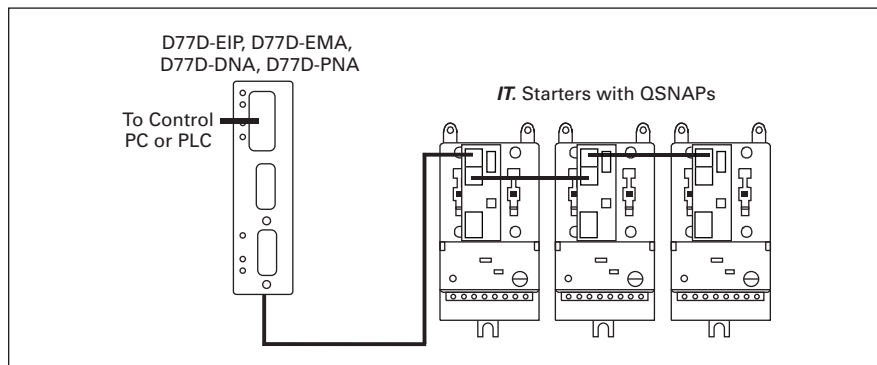 D77D-EIP, D77D-EMA,
D77D-DNA, D77D-PNA
IT. Starters with QSNAPs
To Control
PC or PLC